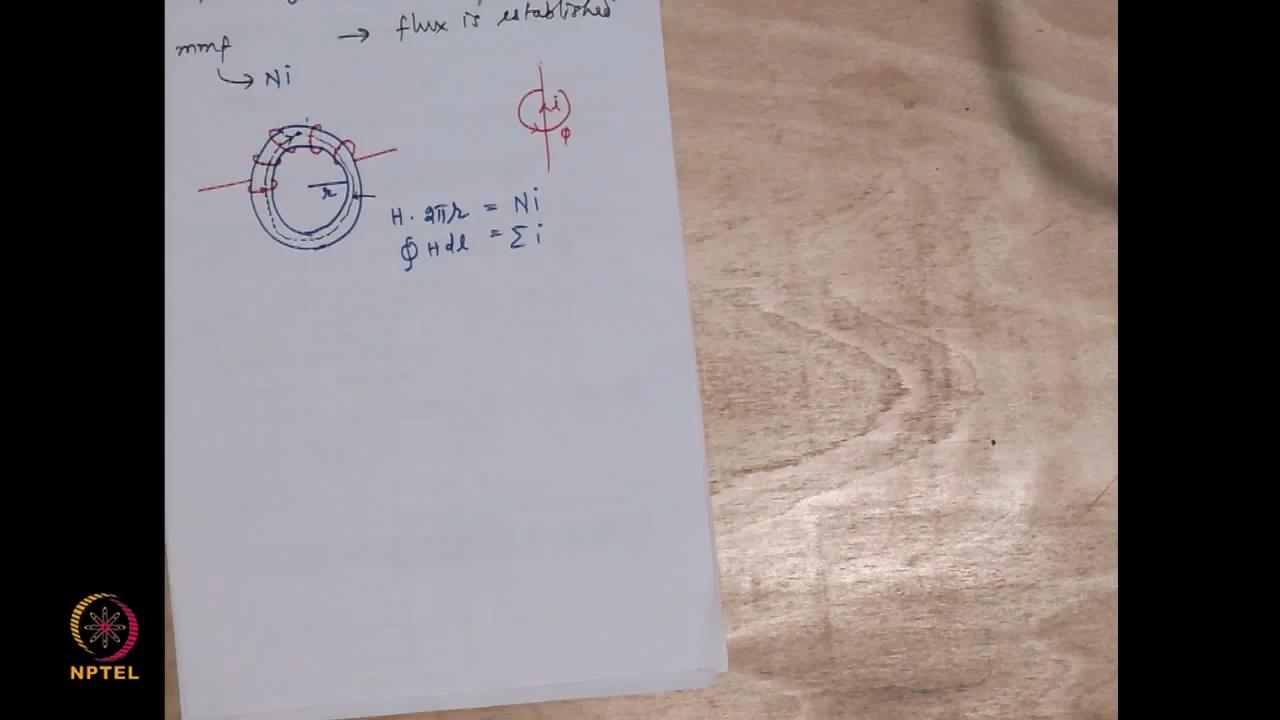 → flux is established
mmf
↳ Ni
i
φ
r
H. 2πr = Ni
∮ H dl = Σ i
NPTEL